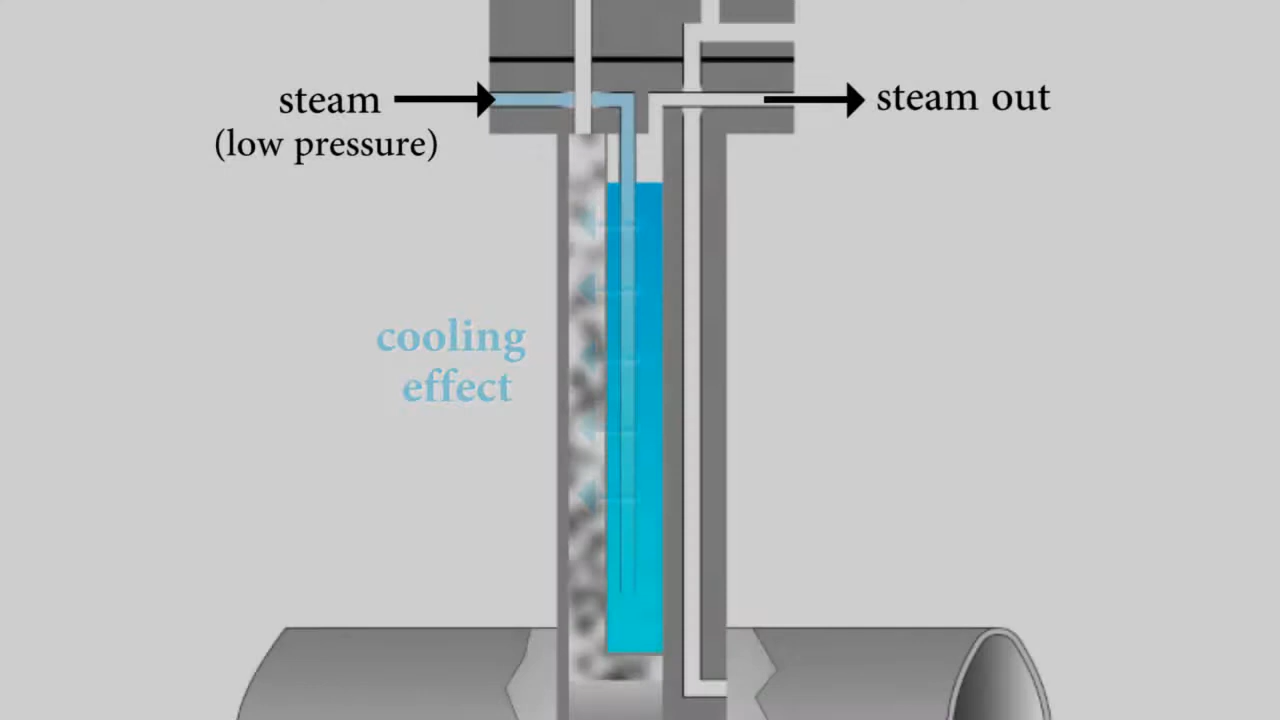 steam
(low pressure)
steam out
cooling
effect